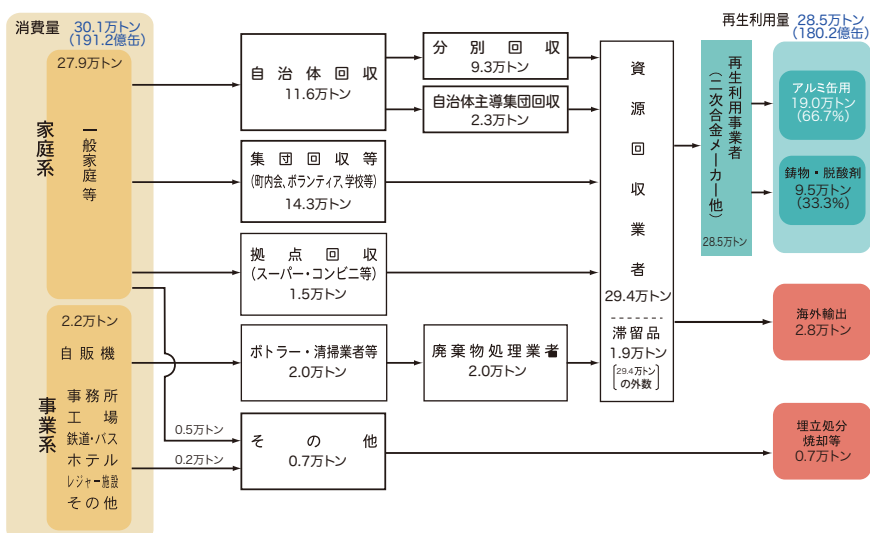 消費量 30.1万トン
(191.2億缶)
家庭系
27.9万トン
一般家庭等
事業系
2.2万トン
自販機
事務所
工場
鉄道・バス
ホテル
レジャー施設
その他
自治体回収
11.6万トン
分別回収
9.3万トン
自治体主導集団回収
2.3万トン
集団回収等
(町内会、ボランティア、学校等)
14.3万トン
拠点回収
(スーパー・コンビニ等)
1.5万トン
ボトラー・清掃業者等
2.0万トン
廃棄物処理業者
2.0万トン
0.5万トン
0.2万トン
その他
0.7万トン
資源回収業者
29.4万トン
滞留品
1.9万トン
29.4万トン
の外数
再生利用事業者
(二次合金メーカー他)
28.5万トン
再生利用量 28.5万トン
(180.2億缶)
アルミ缶用
19.0万トン
(66.7%)
鋳物・脱酸剤
9.5万トン
(33.3%)
海外輸出
2.8万トン
埋立処分
焼却等
0.7万トン